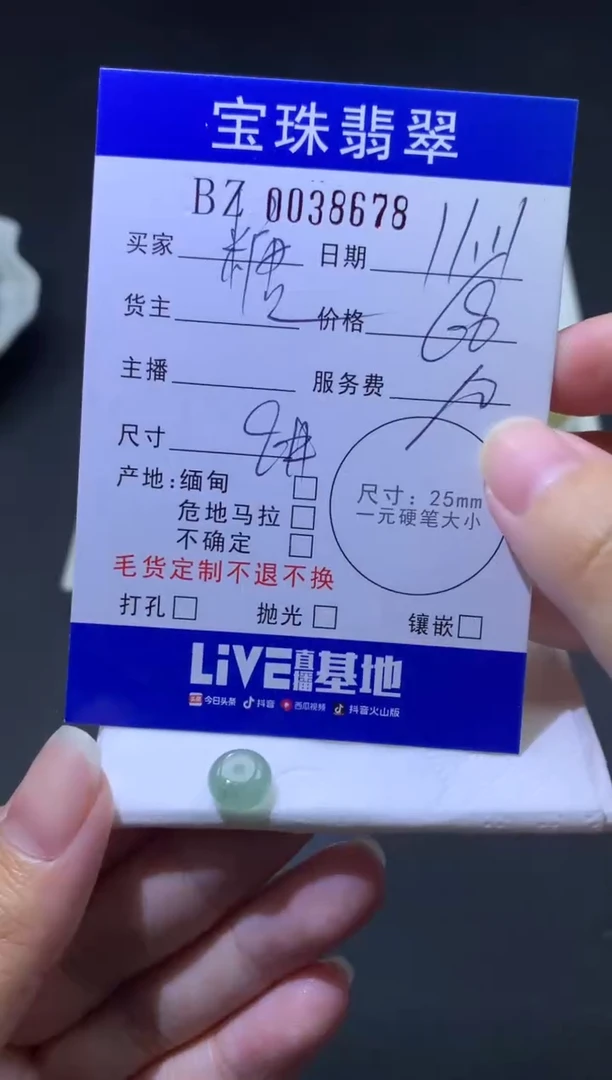 宝珠翡翠
BZ 0038678
买家 糖 日期 11.11
货主 价格 68
主播 服务费
尺寸
产地:缅甸
危地马拉
不确定
尺寸:25mm
一元硬笔大小
毛货定制不退不换
打孔 抛光 镶嵌
LiVE直播基地
今日头条 抖音 西瓜视频 抖音火山版